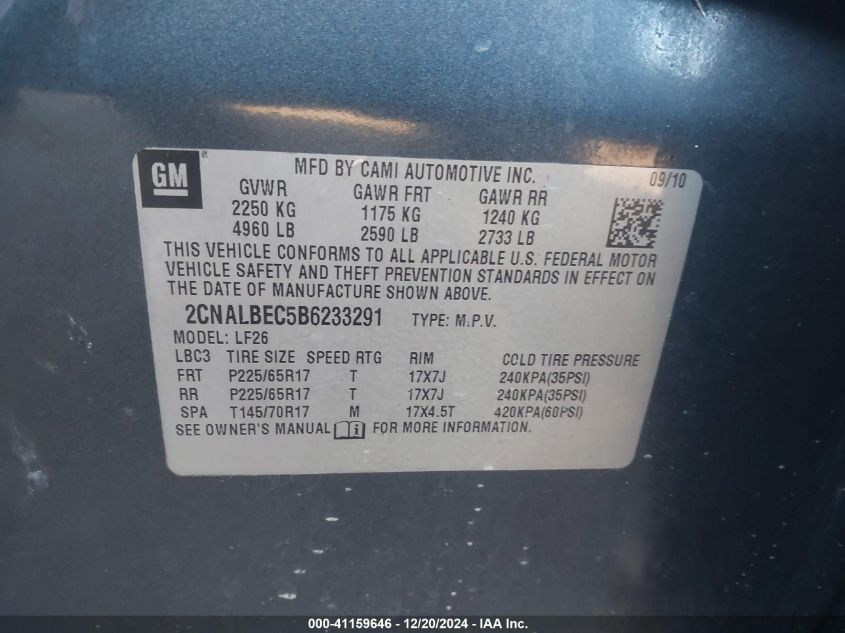 GM ®
MFD BY CAMI AUTOMOTIVE INC. 09/10
GVWR GAWR FRT GAWR RR
2250 KG 1175 KG 1240 KG
4960 LB 2590 LB 2733 LB
THIS VEHICLE CONFORMS TO ALL APPLICABLE U.S. FEDERAL MOTOR
VEHICLE SAFETY AND THEFT PREVENTION STANDARDS IN EFFECT ON
THE DATE OF MANUFACTURE SHOWN ABOVE.
2CNALBEC5B6233291 TYPE: M.P.V.
MODEL: LF26
LBC3 TIRE SIZE SPEED RTG RIM COLD TIRE PRESSURE
FRT P225/65R17 T 17X7J 240KPA(35PSI)
RR P225/65R17 T 17X7J 240KPA(35PSI)
SPA T145/70R17 M 17X4.5T 420KPA(60PSI)
SEE OWNER'S MANUAL i FOR MORE INFORMATION.
000-41159646 - 12/20/2024 - IAA Inc.